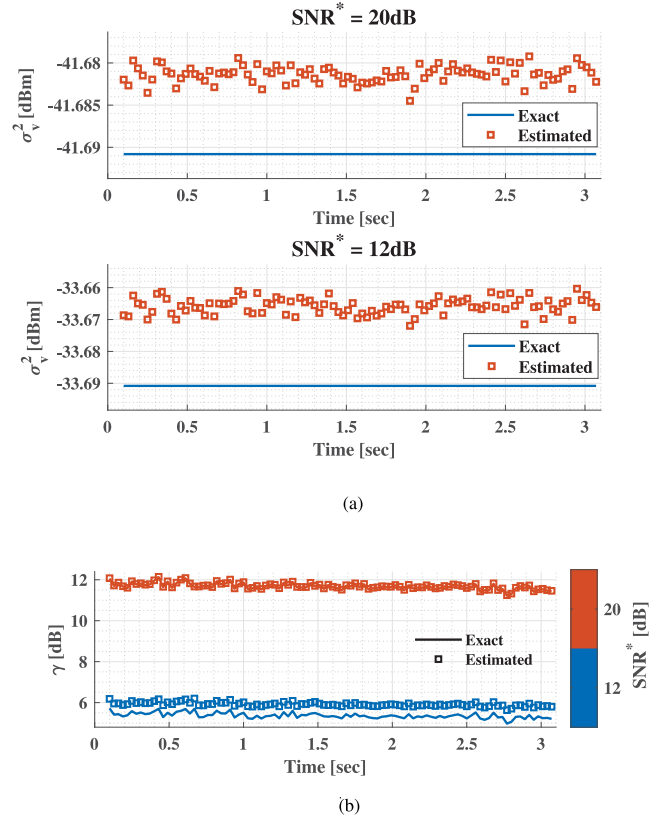 SNR* = 20dB
-41.68
-41.685
-41.69
σv² [dBm]
Exact
Estimated
0 0.5 1 1.5 2 2.5 3
Time [sec]
SNR* = 12dB
-33.66
-33.67
-33.68
-33.69
σv² [dBm]
Exact
Estimated
0 0.5 1 1.5 2 2.5 3
Time [sec]
(a)
12
10
8
6
γ [dB]
Exact
Estimated
0 0.5 1 1.5 2 2.5 3
Time [sec]
20
12
SNR* [dB]
(b)